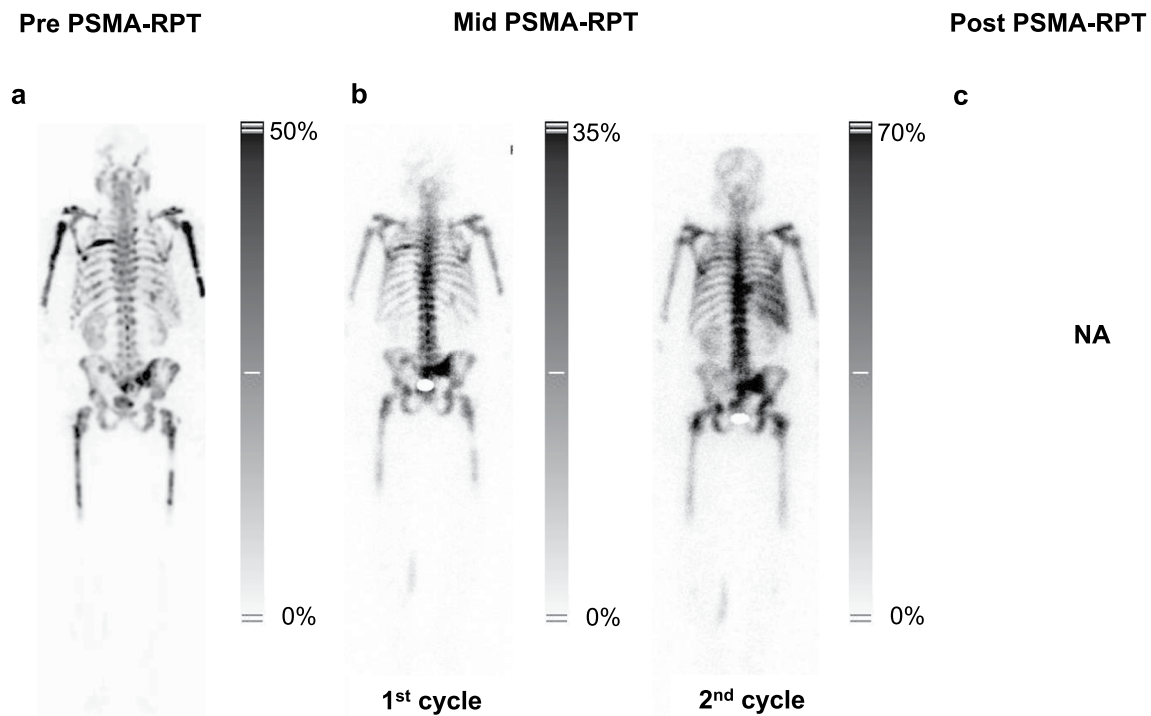 Pre PSMA-RPT
Mid PSMA-RPT
Post PSMA-RPT
a
b
c
50%
35%
70%
NA
0%
0%
0%
1st cycle
2nd cycle